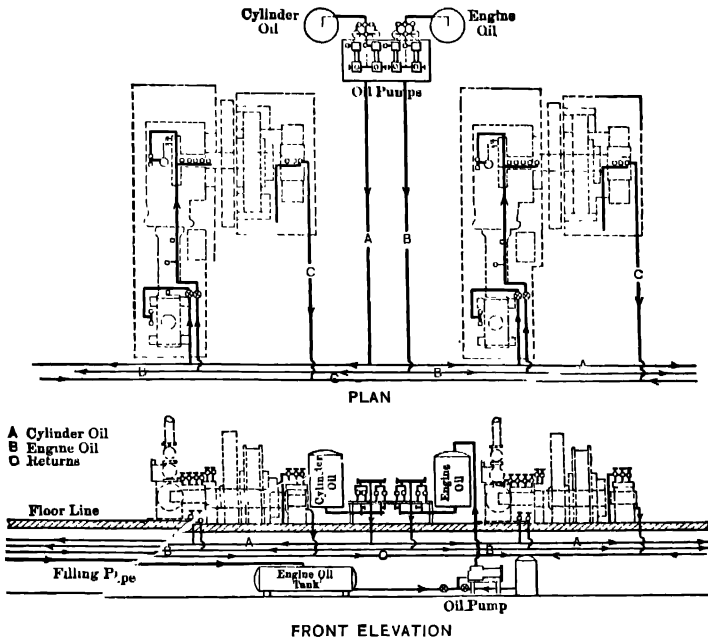 Cylinder Oil
Engine Oil
Oil Pumps
A
B
C
C
A
B
B
C
PLAN
A Cylinder Oil
B Engine Oil
C Returns
Cylinder Oil
Engine Oil
Floor Line
A
A
B
B
C
Filling Pipe
Engine Oil Tank
Oil Pump
FRONT ELEVATION